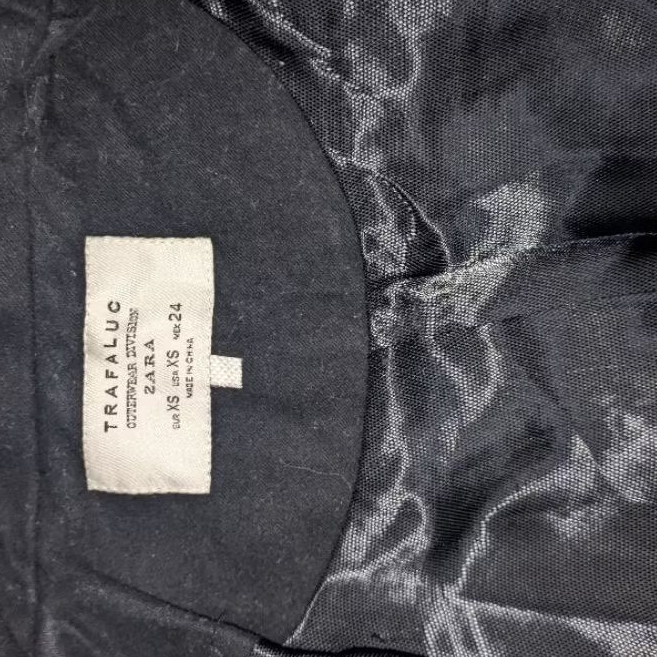 TRAFALUC
OUTERWEAR DIVISION
ZARA
EUR XS USA XS MEX 24
MADE IN CHINA